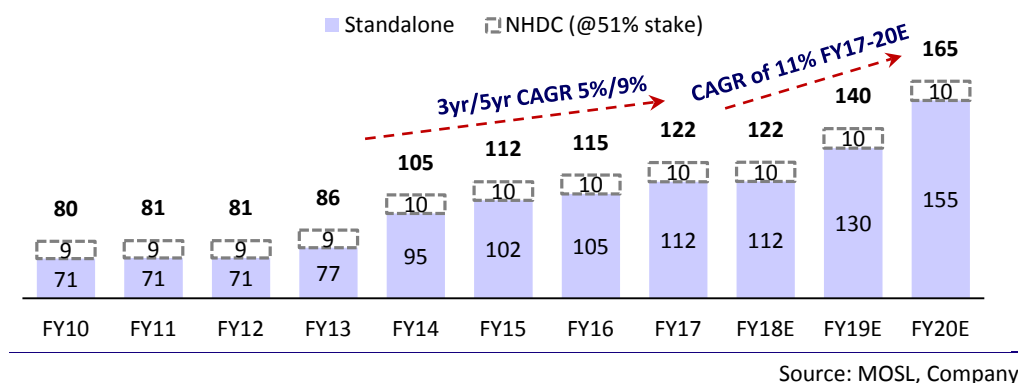 Standalone NHDC (@51% stake)
3yr/5yr CAGR 5%/9%
CAGR of 11% FY17-20E
80 81 81 86 105 112 115 122 122 140 165
9 9 9 9 10 10 10 10 10 10 10
71 71 71 77 95 102 105 112 112 130 155
FY10 FY11 FY12 FY13 FY14 FY15 FY16 FY17 FY18E FY19E FY20E
Source: MOSL, Company